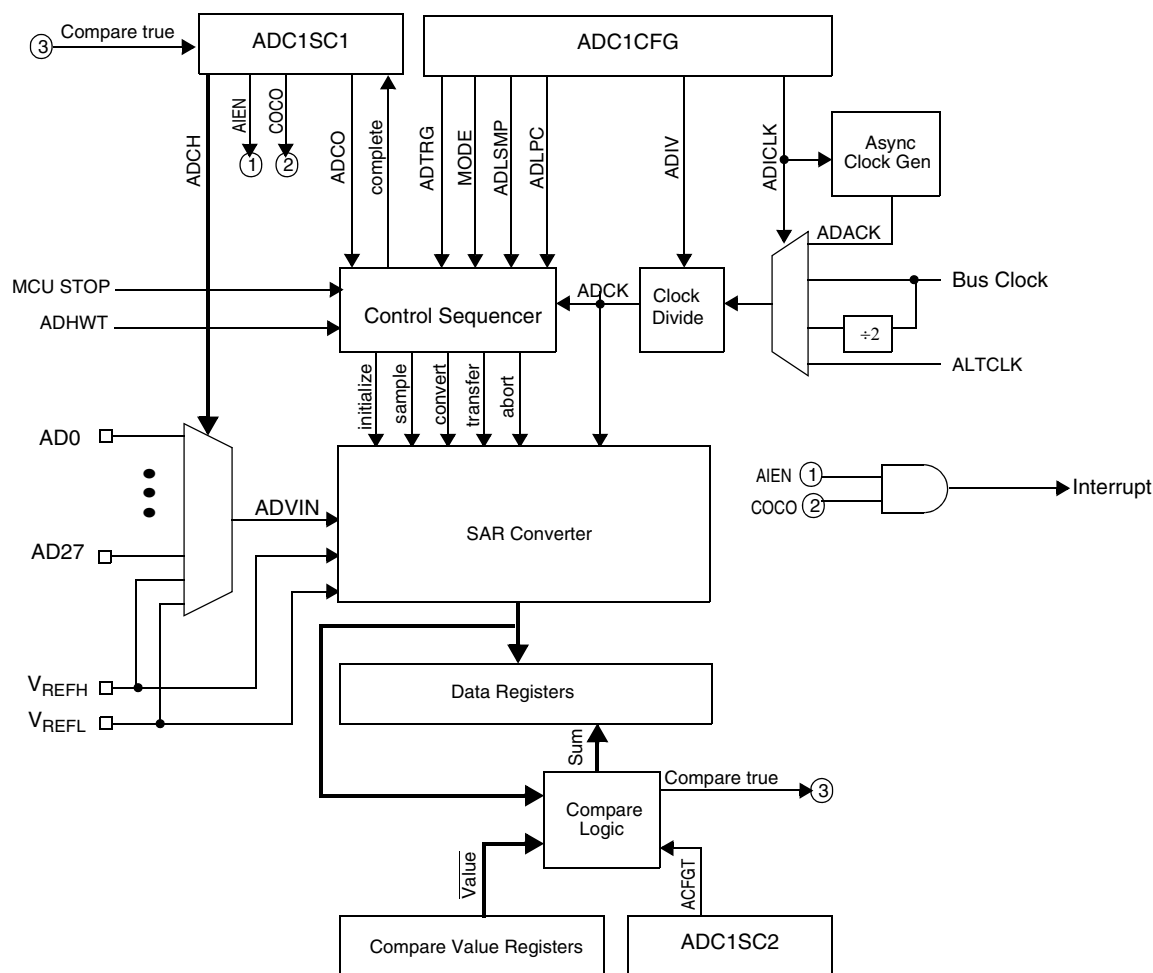 3
Compare true
ADC1SC1
ADC1CFG
ADCH
AIEN
COCO
ADCO
complete
ADTRG
MODE
ADLSMP
ADLPC
ADIV
ADICLK
Async
Clock Gen
1
2
ADACK
MCU STOP
ADHWT
Control Sequencer
ADCK
Clock
Divide
Bus Clock
÷2
ALTCLK
initialize
sample
convert
transfer
abort
AD0
AD27
ADVIN
SAR Converter
AIEN 1
COCO 2
Interrupt
VREFH
VREFL
Data Registers
Sum
Compare true
3
Compare
Logic
Value
ACFGT
Compare Value Registers
ADC1SC2